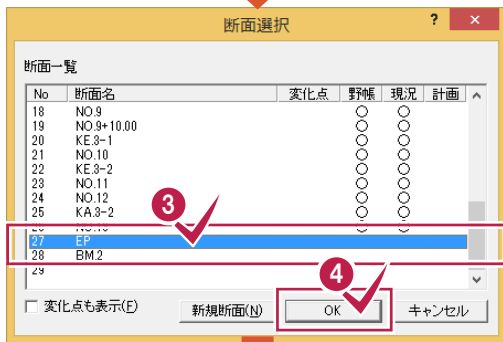 断面選択
? ×
断面一覧
No 断面名 変化点 野帳 現況 計画
18 NO.9 ○ ○
19 NO.9+10.00 ○ ○
20 KE.3-1 ○ ○
21 NO.10 ○ ○
22 KE.3-2 ○ ○
23 NO.11 ○ ○
24 NO.12 ○ ○
25 KA.3-2 ○ ○
3
27 EP
28 BM.2
29
4
変化点も表示(F) 新規断面(N) OK キャンセル